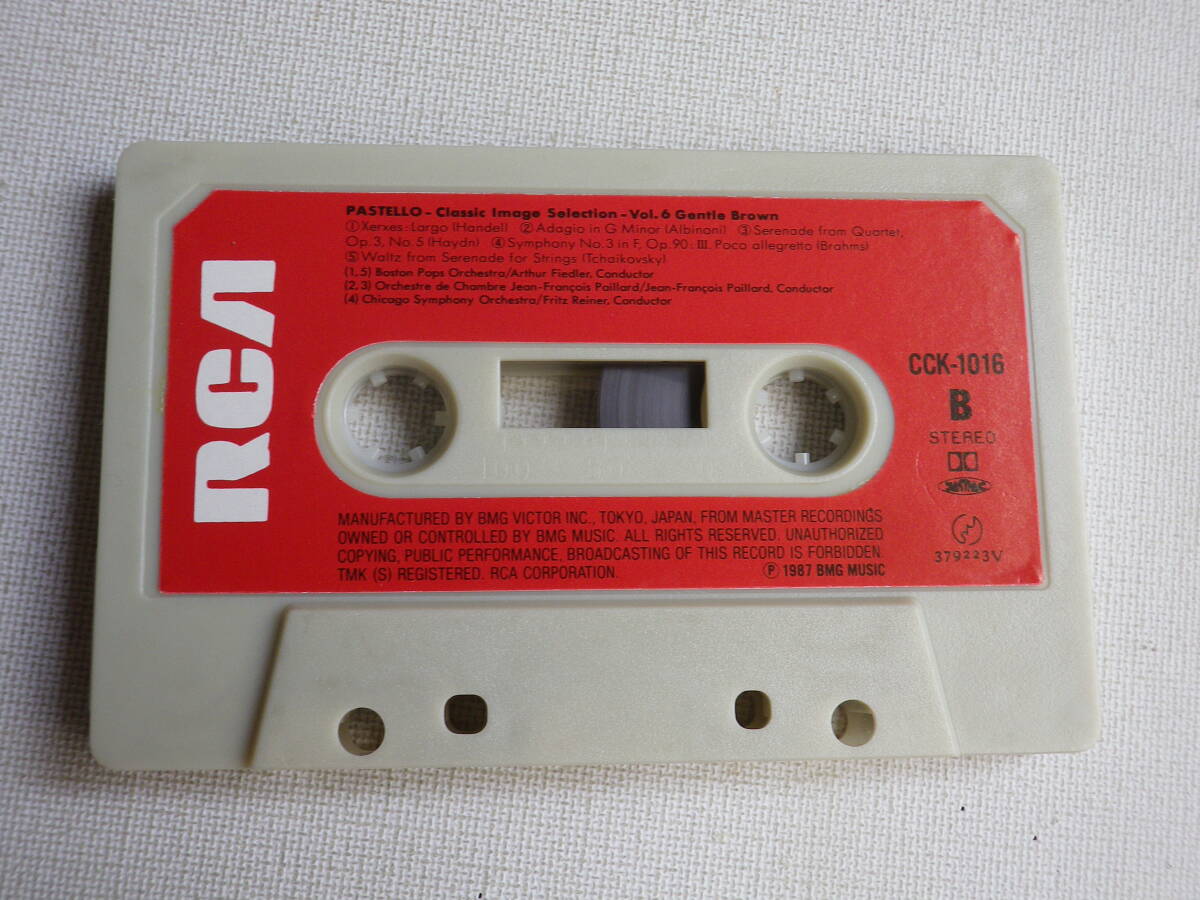 PASTELLO - Classic Image Selection - Vol. 6 Gentle Brown
①Xerxes: Largo (Handel) ②Adagio in G Minor (Albinoni) ③Serenade from Quartet,
Op. 3, No. 5 (Haydn) ④Symphony No. 3 in F, Op. 90: III. Poco allegretto (Brahms)
⑤Waltz from Serenade for Strings (Tchaikovsky)
(1, 5) Boston Pops Orchestra/Arthur Fiedler, Conductor
(2, 3) Orchestre de Chambre Jean-François Paillard/Jean-François Paillard, Conductor
(4) Chicago Symphony Orchestra/Fritz Reiner, Conductor
RCA
CCK-1016
B
STEREO
MANUFACTURED BY BMG VICTOR INC., TOKYO, JAPAN, FROM MASTER RECORDINGS
OWNED OR CONTROLLED BY BMG MUSIC. ALL RIGHTS RESERVED. UNAUTHORIZED
COPYING, PUBLIC PERFORMANCE, BROADCASTING OF THIS RECORD IS FORBIDDEN.
TMK (S) REGISTERED. RCA CORPORATION.
Ⓟ 1987 BMG MUSIC
379223V